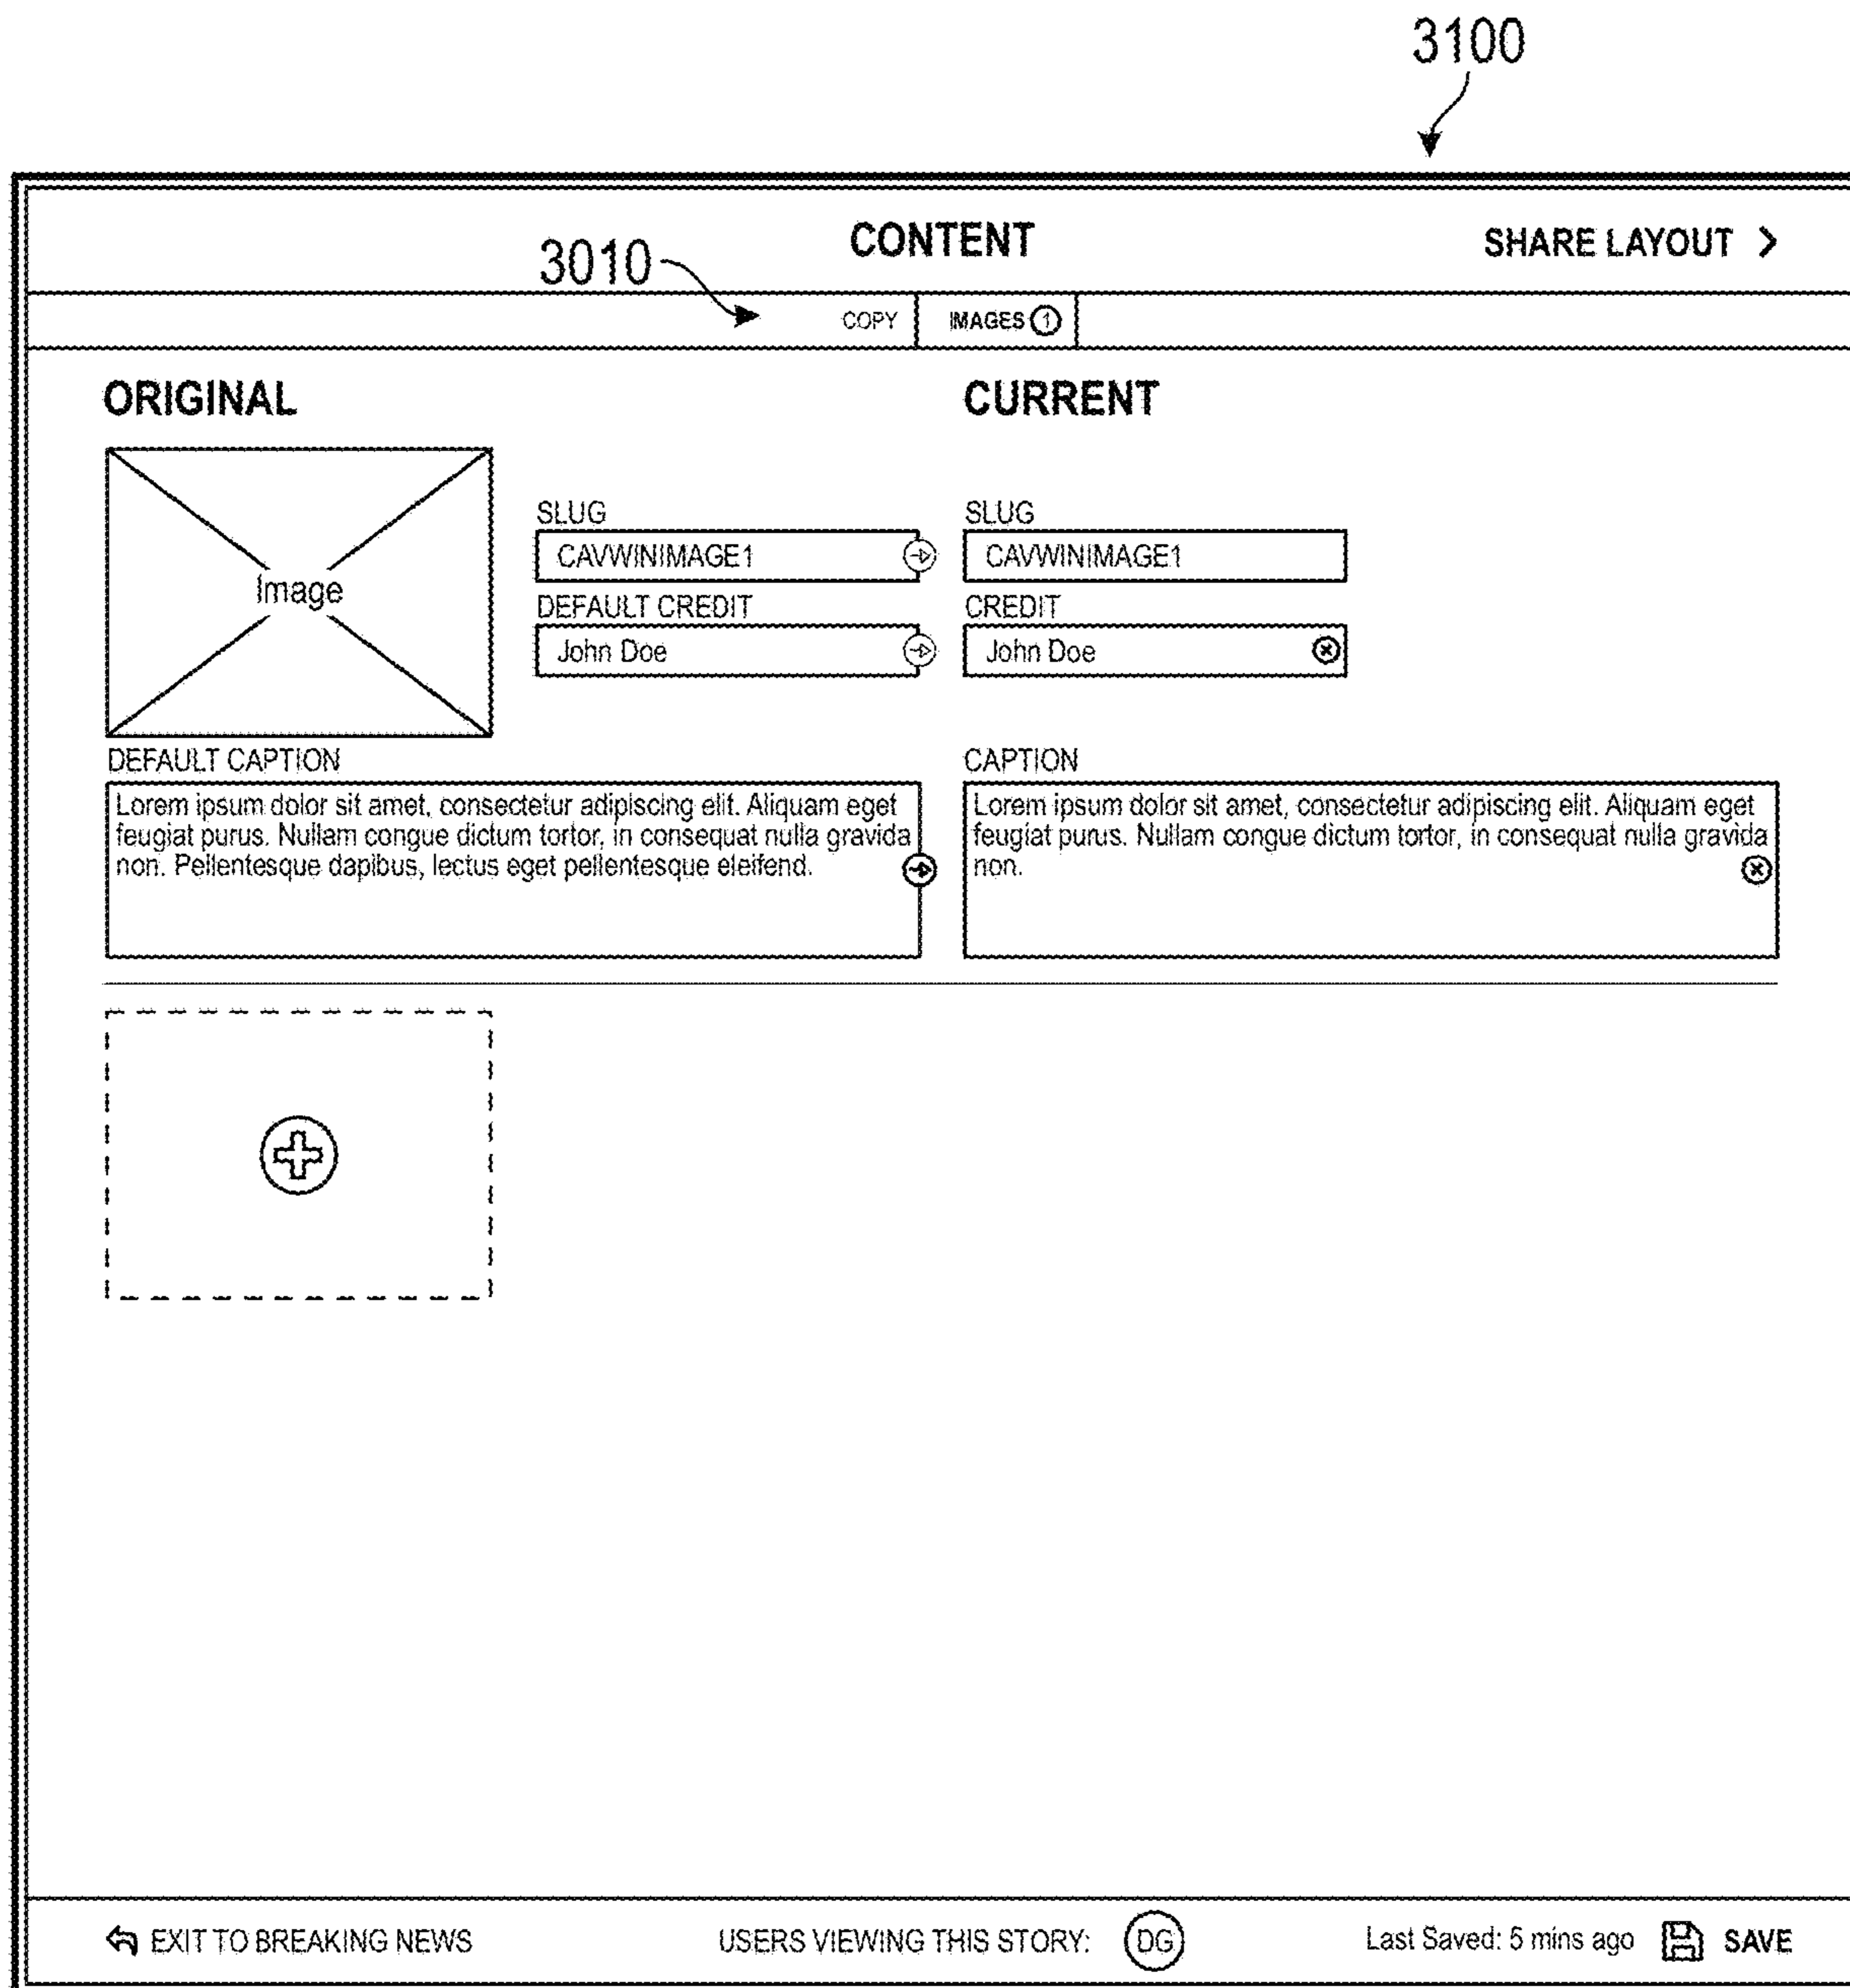 3100
CONTENT
SHARE LAYOUT >
3010
COPY
IMAGES 1
ORIGINAL
CURRENT
Image
SLUG
CAVWINIMAGE1
DEFAULT CREDIT
John Doe
SLUG
CAVWINIMAGE1
CREDIT
John Doe
DEFAULT CAPTION
Lorem ipsum dolor sit amet, consectetur adipiscing elit. Aliquam eget
feugiat purus. Nullam congue dictum tortor, in consequat nulla gravida
non. Pellentesque dapibus, lectus eget pellentesque eleifend.
CAPTION
Lorem ipsum dolor sit amet, consectetur adipiscing elit. Aliquam eget
feugiat purus. Nullam congue dictum tortor, in consequat nulla gravida
non.
EXIT TO BREAKING NEWS
USERS VIEWING THIS STORY:
DG
Last Saved: 5 mins ago
SAVE